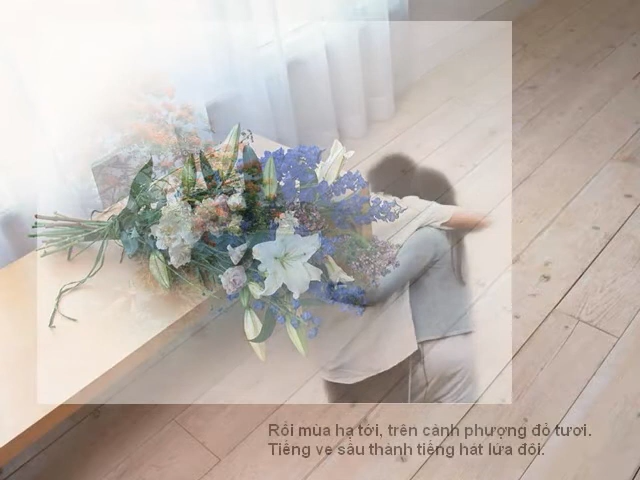 Rồi mùa hạ tới, trên cành phượng đỏ tươi.
Tiếng ve sầu thành tiếng hát lứa đôi.